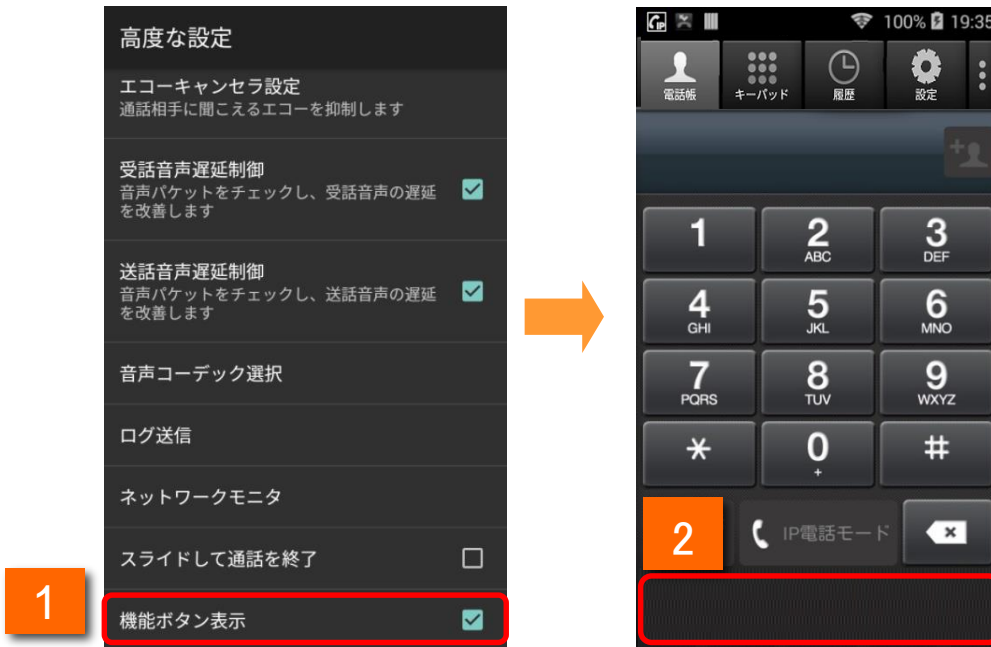 高度な設定
エコーキャンセラ設定
通話相手に聞こえるエコーを抑制します
受話音声遅延制御
音声パケットをチェックし、受話音声の遅延
を改善します
送話音声遅延制御
音声パケットをチェックし、送話音声の遅延
を改善します
音声コーデック選択
ログ送信
ネットワークモニタ
スライドして通話を終了
1
機能ボタン表示
IP
100% 19:35
電話帳 キーパッド 履歴 設定
1 2 3
ABC DEF
4 5 6
GHI JKL MNO
7 8 9
PQRS TUV WXYZ
* 0 #
+
2
IP電話モード